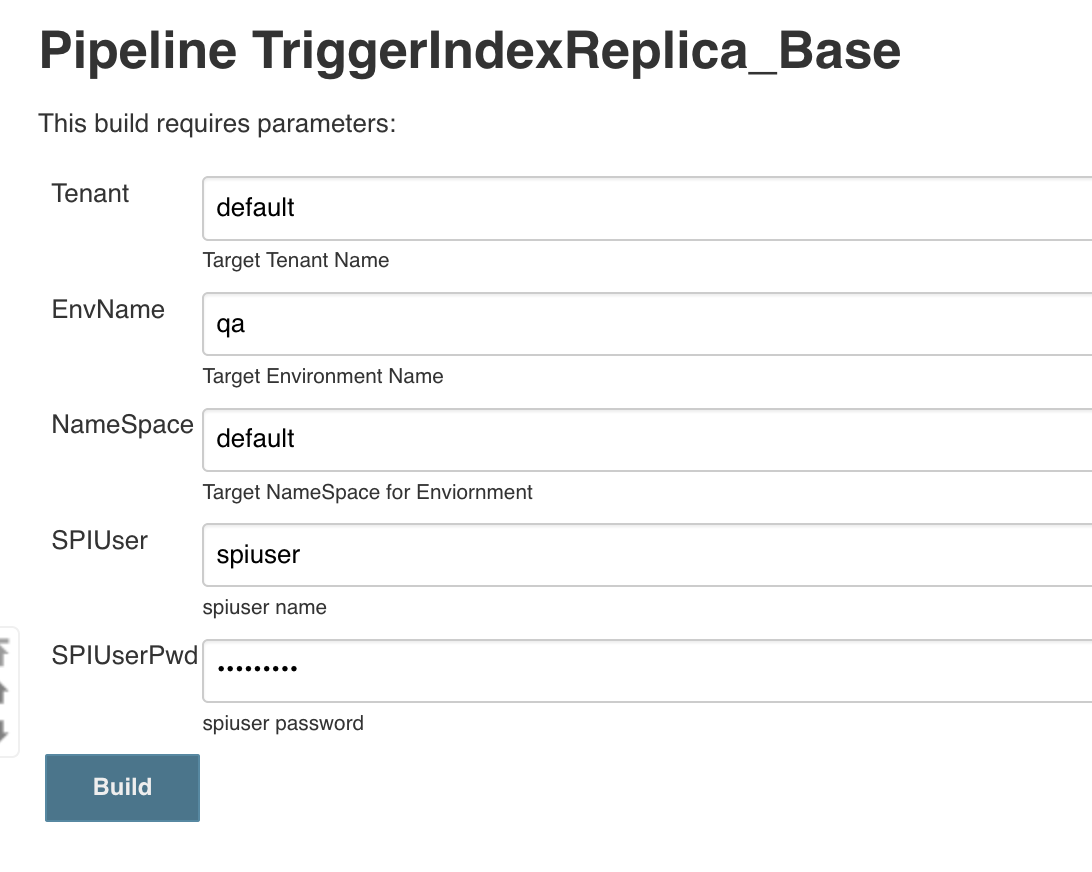 Pipeline TriggerIndexReplica_Base
This build requires parameters:
Tenant
default
Target Tenant Name
EnvName
qa
Target Environment Name
NameSpace
default
Target NameSpace for Enviornment
SPIUser
spiuser
spiuser name
SPIUserPwd
•••••••••
spiuser password
Build